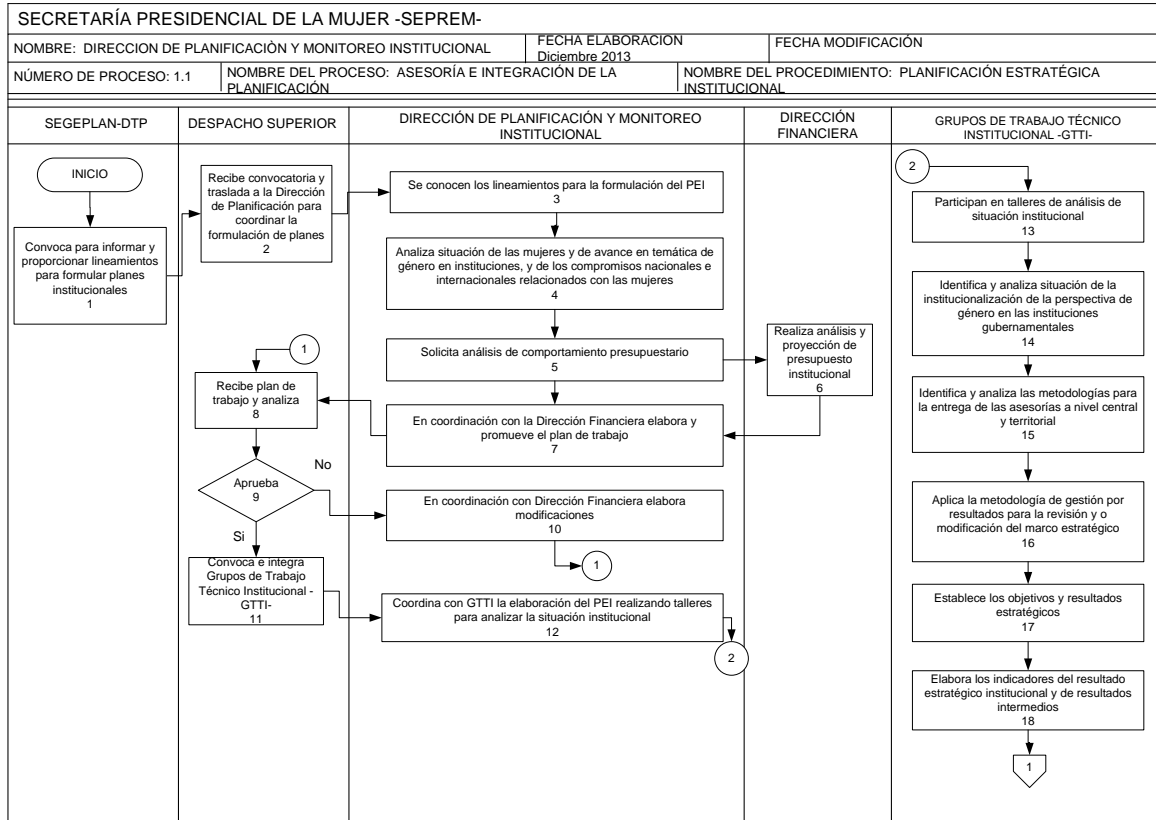 SECRETARÍA PRESIDENCIAL DE LA MUJER -SEPREM-
NOMBRE: DIRECCION DE PLANIFICACIÒN Y MONITOREO INSTITUCIONAL
FECHA ELABORACION
Diciembre 2013
FECHA MODIFICACIÓN
NÚMERO DE PROCESO: 1.1
NOMBRE DEL PROCESO: ASESORÍA E INTEGRACIÓN DE LA
PLANIFICACIÓN
NOMBRE DEL PROCEDIMIENTO: PLANIFICACIÓN ESTRATÉGICA
INSTITUCIONAL
SEGEPLAN-DTP
INICIO
Convoca para informar y
proporcionar lineamientos
para formular planes
institucionales
1
DESPACHO SUPERIOR
Recibe convocatoria y
traslada a la Dirección
de Planificación para
coordinar la
formulación de planes
2
1
Recibe plan de
trabajo y analiza
8
Aprueba
9
No
Si
Convoca e integra
Grupos de Trabajo
Técnico Institucional -
GTTI-
11
DIRECCIÓN DE PLANIFICACIÓN Y MONITOREO
INSTITUCIONAL
Se conocen los lineamientos para la formulación del PEI
3
Analiza situación de las mujeres y de avance en temática de
género en instituciones, y de los compromisos nacionales e
internacionales relacionados con las mujeres
4
Solicita análisis de comportamiento presupuestario
5
En coordinación con la Dirección Financiera elabora y
promueve el plan de trabajo
7
En coordinación con Dirección Financiera elabora
modificaciones
10
1
Coordina con GTTI la elaboración del PEI realizando talleres
para analizar la situación institucional
12
2
DIRECCIÓN
FINANCIERA
Realiza análisis y
proyección de
presupuesto
institucional
6
GRUPOS DE TRABAJO TÉCNICO
INSTITUCIONAL -GTTI-
2
Participan en talleres de análisis de
situación institucional
13
Identifica y analiza situación de la
institucionalización de la perspectiva de
género en las instituciones
gubernamentales
14
Identifica y analiza las metodologías para
la entrega de las asesorías a nivel central
y territorial
15
Aplica la metodología de gestión por
resultados para la revisión y o
modificación del marco estratégico
16
Establece los objetivos y resultados
estratégicos
17
Elabora los indicadores del resultado
estratégico institucional y de resultados
intermedios
18
1